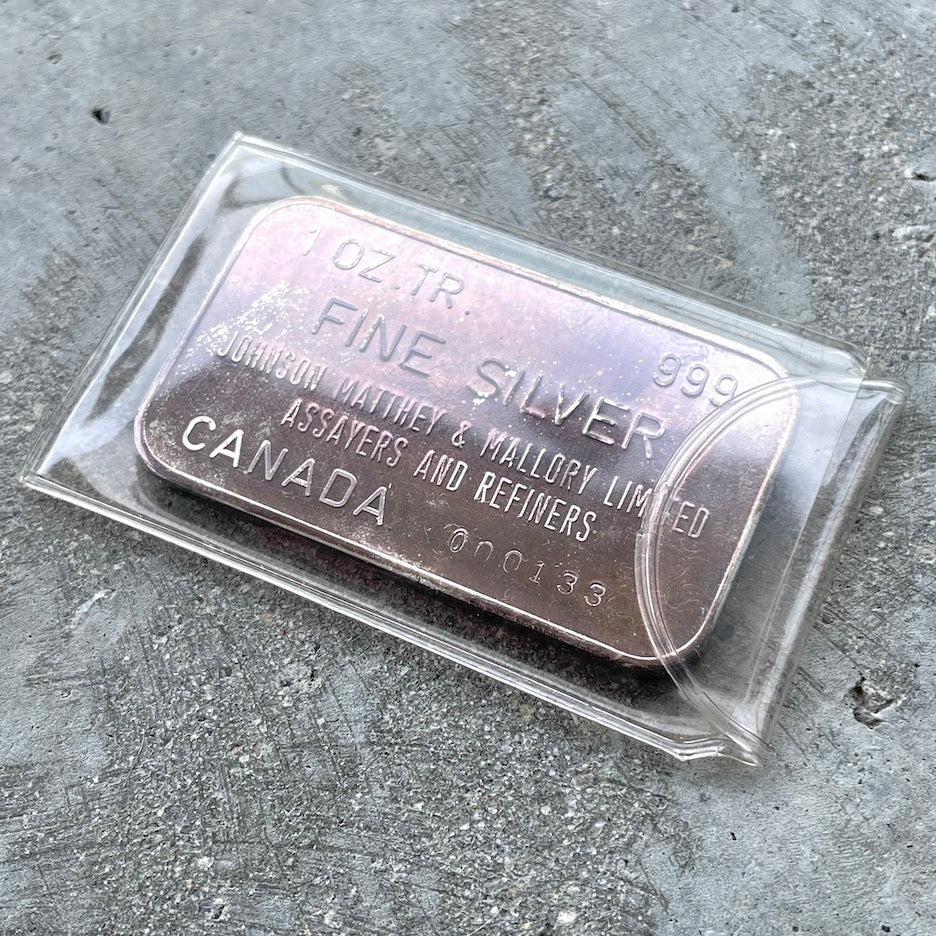 1 OZ.TR.
999
FINE SILVER
JOHNSON MATTHEY & MALLORY LIMITED
ASSAYERS AND REFINERS
CANADA
000133